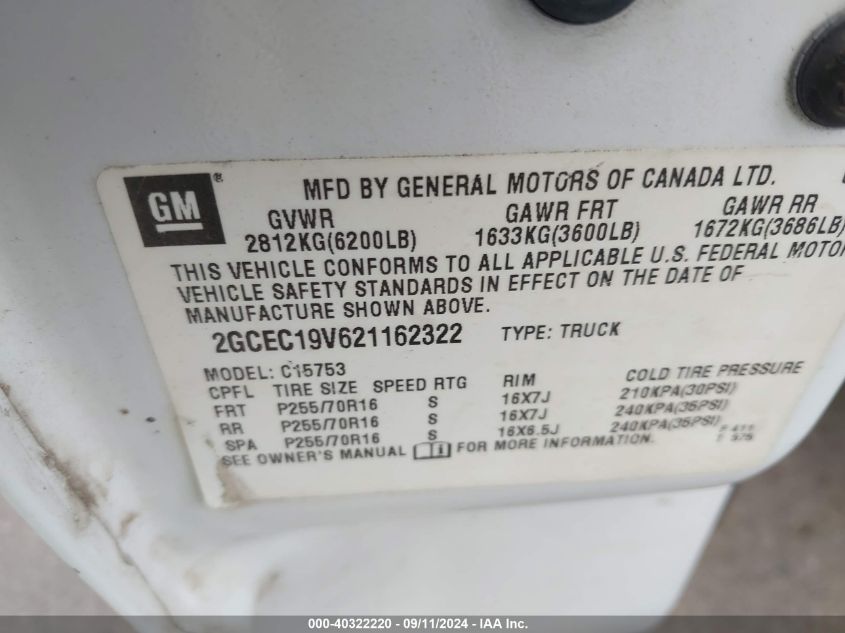 GM®
MFD BY GENERAL MOTORS OF CANADA LTD.
GVWR GAWR FRT GAWR RR
2812KG(6200LB) 1633KG(3600LB) 1672KG(3686LB)
THIS VEHICLE CONFORMS TO ALL APPLICABLE U.S. FEDERAL MOTO
VEHICLE SAFETY STANDARDS IN EFFECT ON THE DATE OF
MANUFACTURE SHOWN ABOVE.
2GCEC19V621162322 TYPE: TRUCK
MODEL: C15753
CPFL TIRE SIZE SPEED RTG RIM COLD TIRE PRESSURE
FRT P255/70R16 S 16X7J 210KPA(30PSI)
RR P255/70R16 S 16X7J 240KPA(35PSI)
SPA P255/70R16 S 16X6.5J 240KPA(35PSI)
SEE OWNER'S MANUAL FOR MORE INFORMATION.
000-40322220 - 09/11/2024 - IAA Inc.